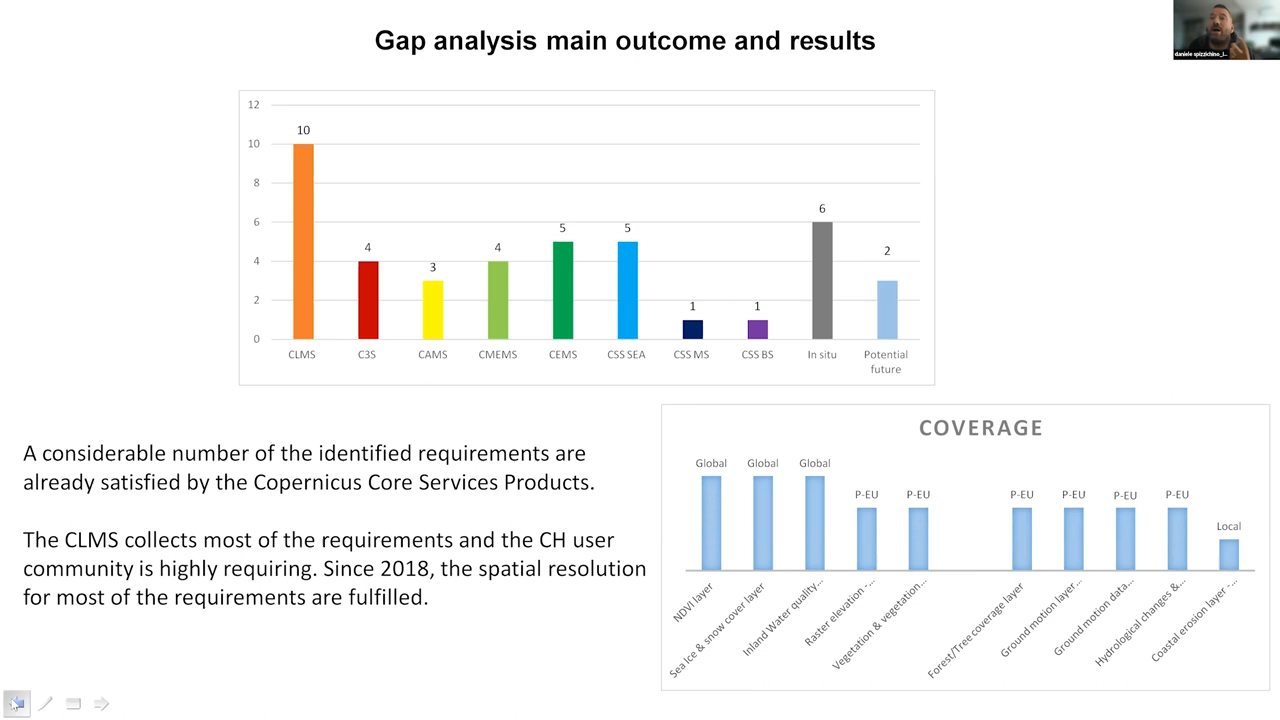 Gap analysis main outcome and results
daniele spizzichino_I...
12
10
8
6
4
2
0
10
4
3
4
5
5
1
1
6
2
CLMS
C3S
CAMS
CMEMS
CEMS
CSS SEA
CSS MS
CSS BS
In situ
Potential
future
A considerable number of the identified requirements are
already satisfied by the Copernicus Core Services Products.
The CLMS collects most of the requirements and the CH user
community is highly requiring. Since 2018, the spatial resolution
for most of the requirements are fulfilled.
COVERAGE
Global
Global
Global
P-EU
P-EU
P-EU
P-EU
P-EU
P-EU
Local
NDVI layer
Sea Ice & snow cover layer
Inland Water quality...
Raster elevation -...
Vegetation & vegetation...
Forest/Tree coverage layer
Ground motion layer...
Ground motion data...
Hydrological changes &...
Coastal erosion layer -...